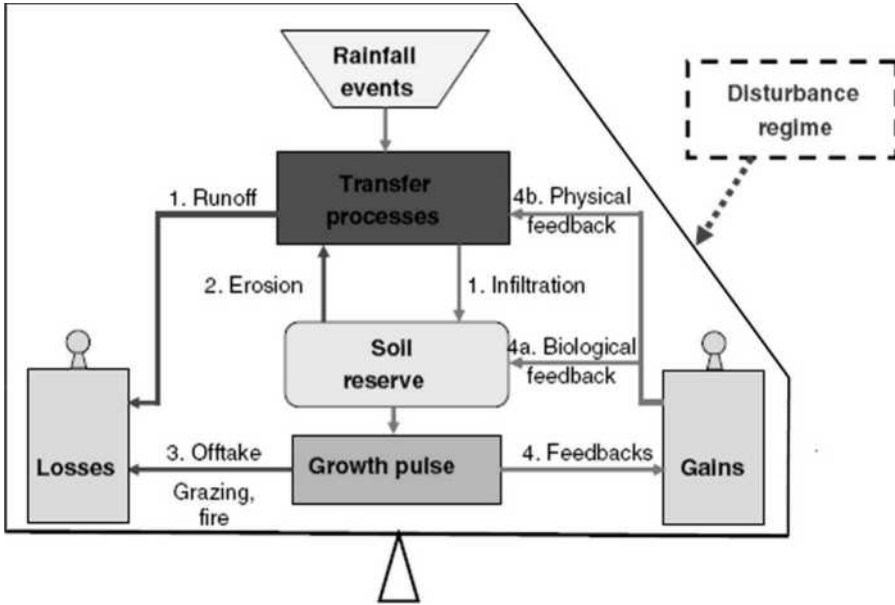 Rainfall
events
Disturbance
regime
Transfer
processes
1. Runoff
4b. Physical
feedback
2. Erosion
1. Infiltration
Soil
reserve
4a. Biological
feedback
Losses
3. Offtake
Grazing,
fire
Growth pulse
4. Feedbacks
Gains